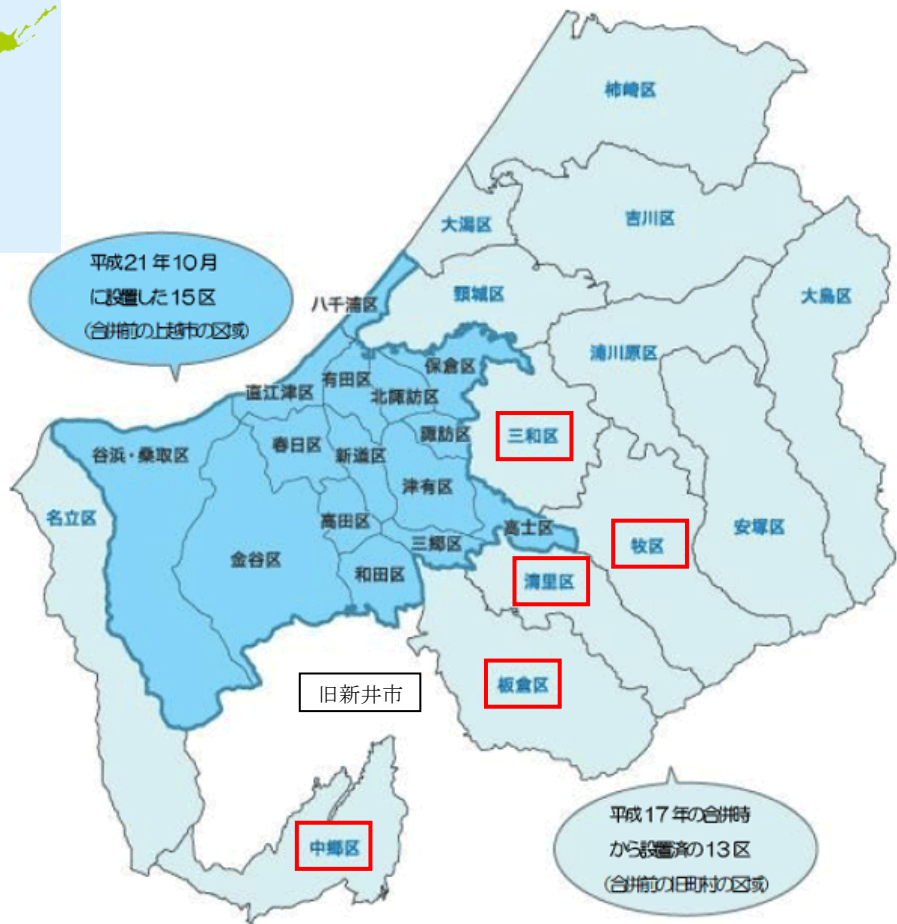 柿崎区
吉川区
大潟区
大島区
頸城区
平成21年10月
に設置した15区
(合併前の上越市の区域)
八千浦区
浦川原区
保倉区
有田区
直江津区
北諏訪区
三和区
諏訪区
春日区
新道区
谷浜・桑取区
津有区
名立区
高田区
高士区
安塚区
牧区
三郷区
金谷区
和田区
清里区
板倉区
旧新井市
平成17年の合併時
から設置済の13区
(合併前の旧町村の区域)
中郷区